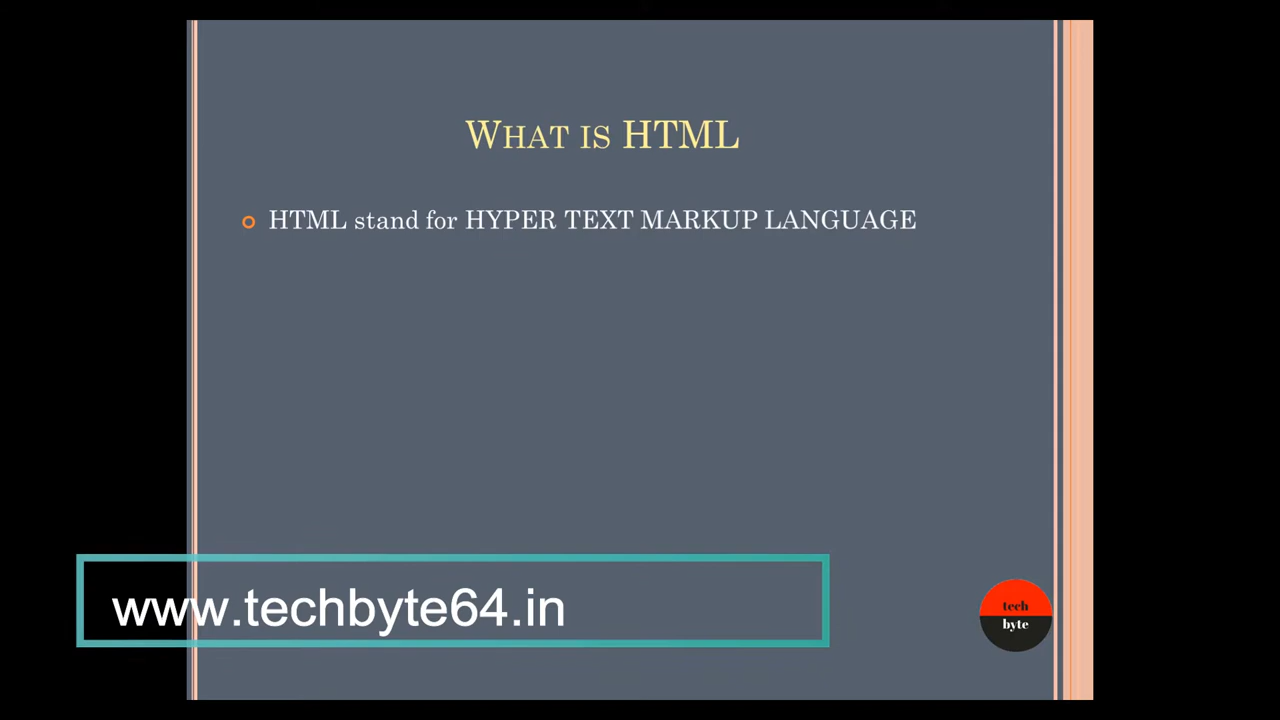 What is HTML
HTML stand for HYPER TEXT MARKUP LANGUAGE
www.techbyte64.in
tech
byte